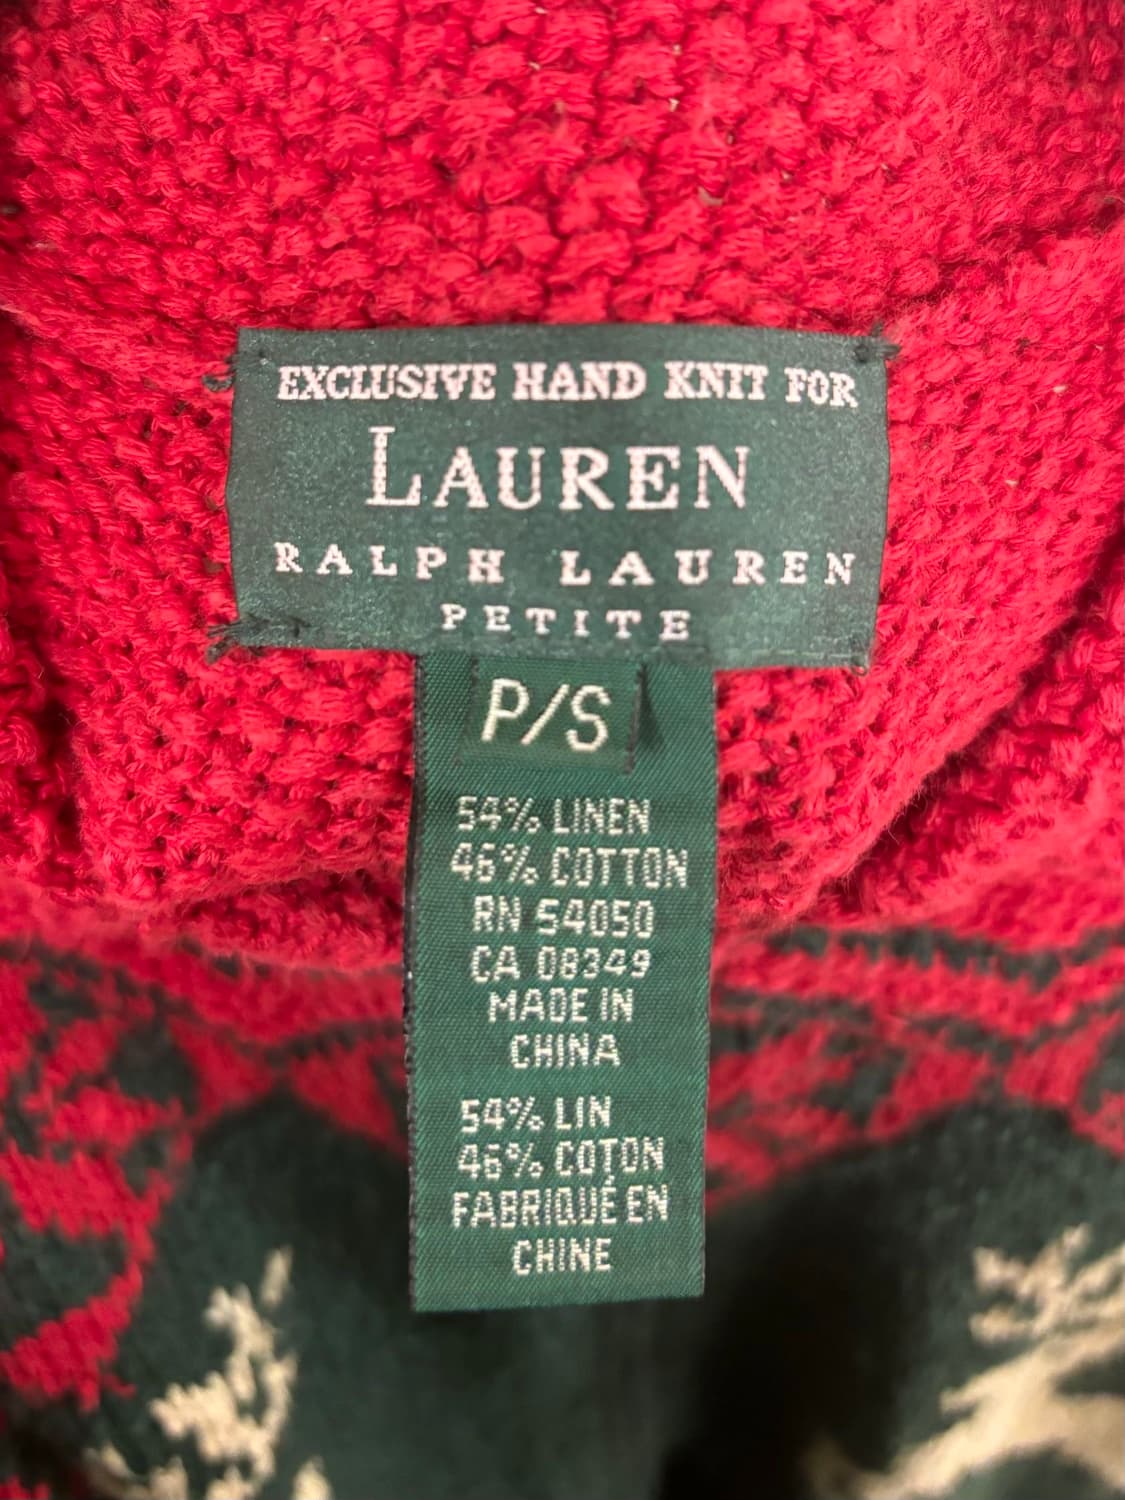 EXCLUSIVE HAND KNIT FOR
LAUREN
RALPH LAUREN
PETITE
P/S
54% LINEN
46% COTTON
RN 54050
CA 08349
MADE IN
CHINA
54% LIN
46% COTON
FABRIQUÉ EN
CHINE